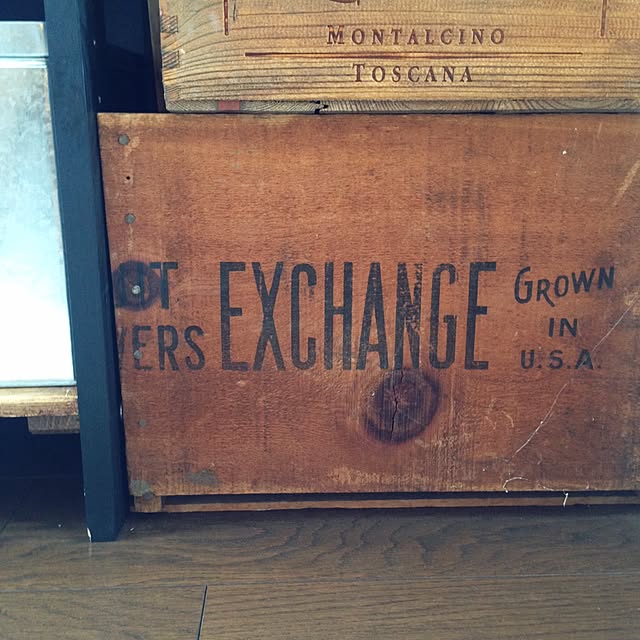 MONTALCINO
TOSCANA
EXCHANGE
GROWN
IN
U.S.A.